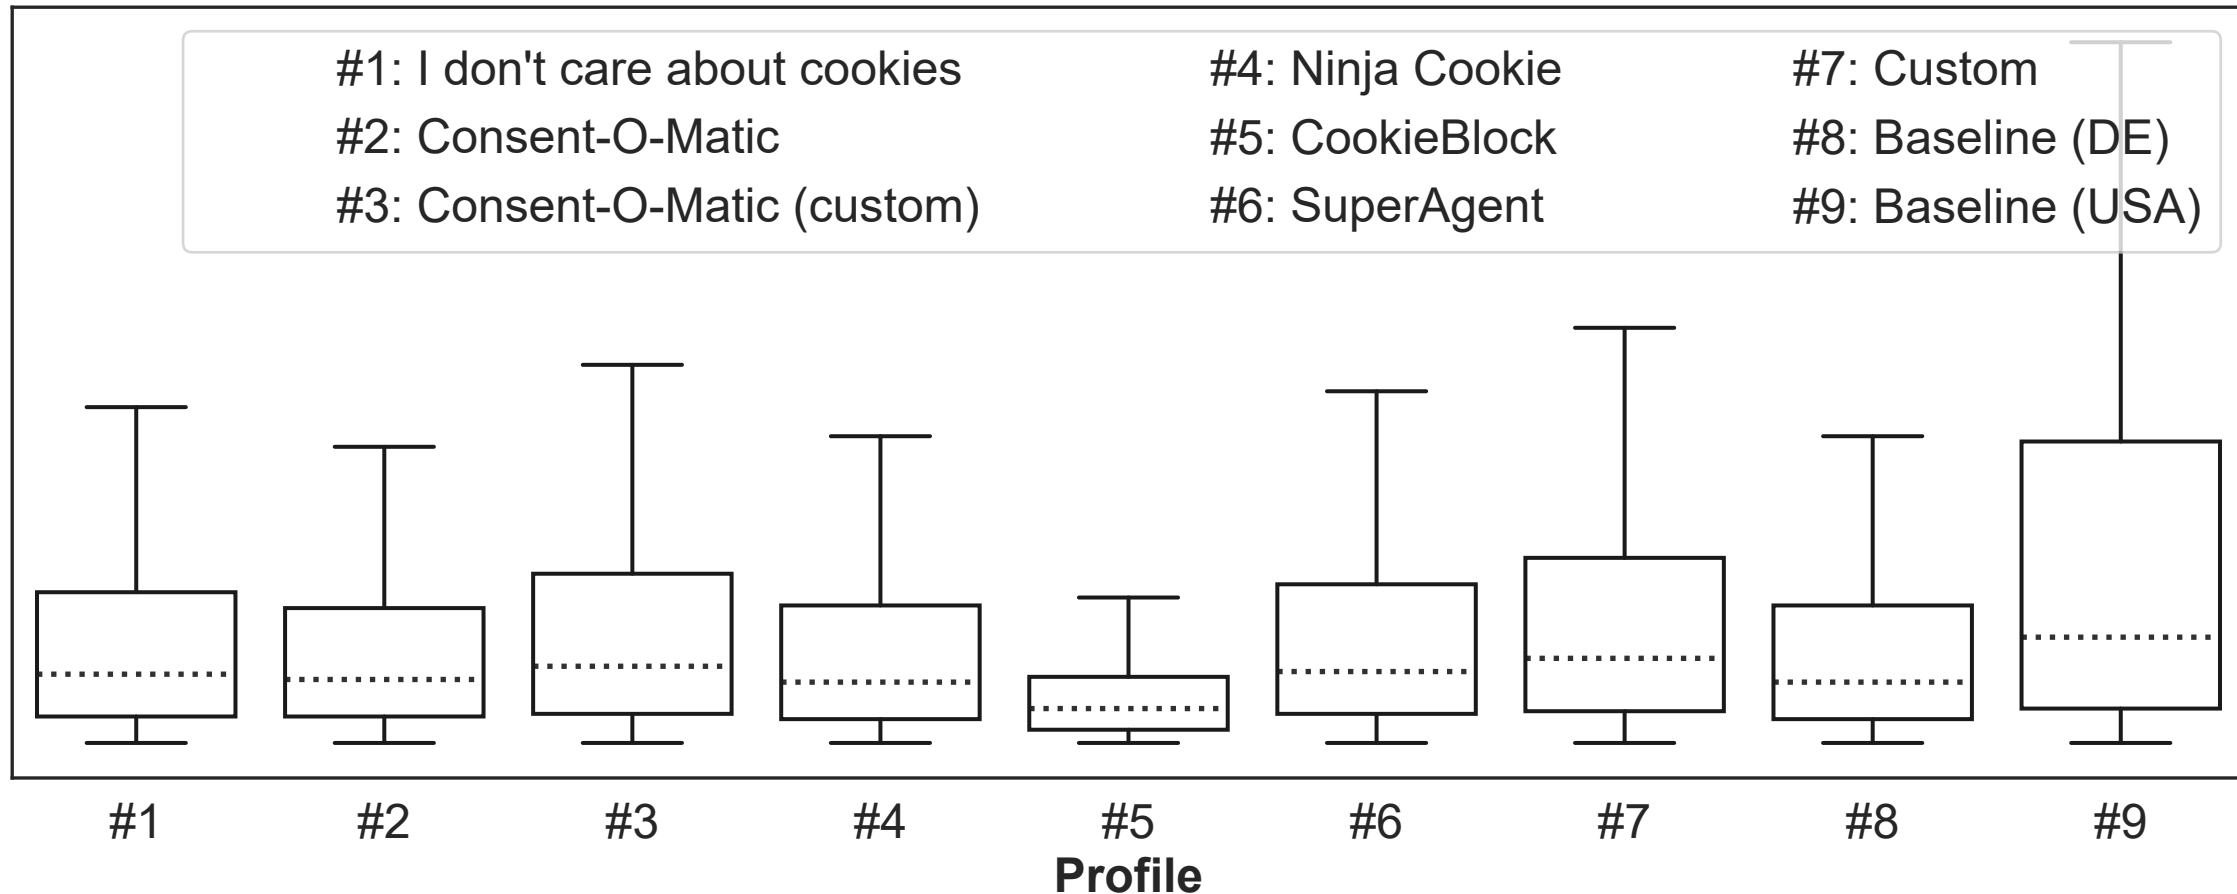 #1: I don't care about cookies
#2: Consent-O-Matic
#3: Consent-O-Matic (custom)
#4: Ninja Cookie
#5: CookieBlock
#6: SuperAgent
#7: Custom
#8: Baseline (DE)
#9: Baseline (USA)
#1 #2 #3 #4 #5 #6 #7 #8 #9
Profile